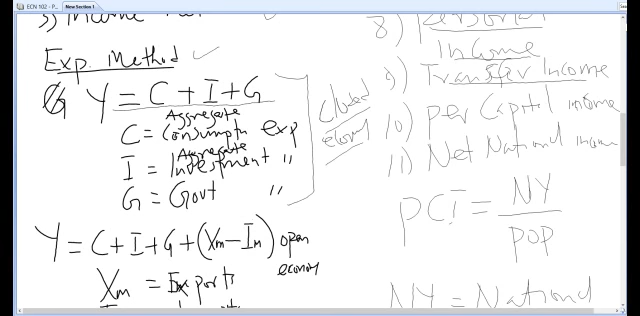 ECN 102 - P...
New Section 1
3) Income
Exp. Method
Y = C + I + G
Aggregate
C = Consumptn exp
Aggregate
I = Investment "
G = Govt "
closed
Y = C + I + G + (Xm - Im) open
economy
Xm = Exports
8) Personal
Income
9) Transfer Income
10) per Capital income
11) Net National income
PCI = NY
POP
NY = National